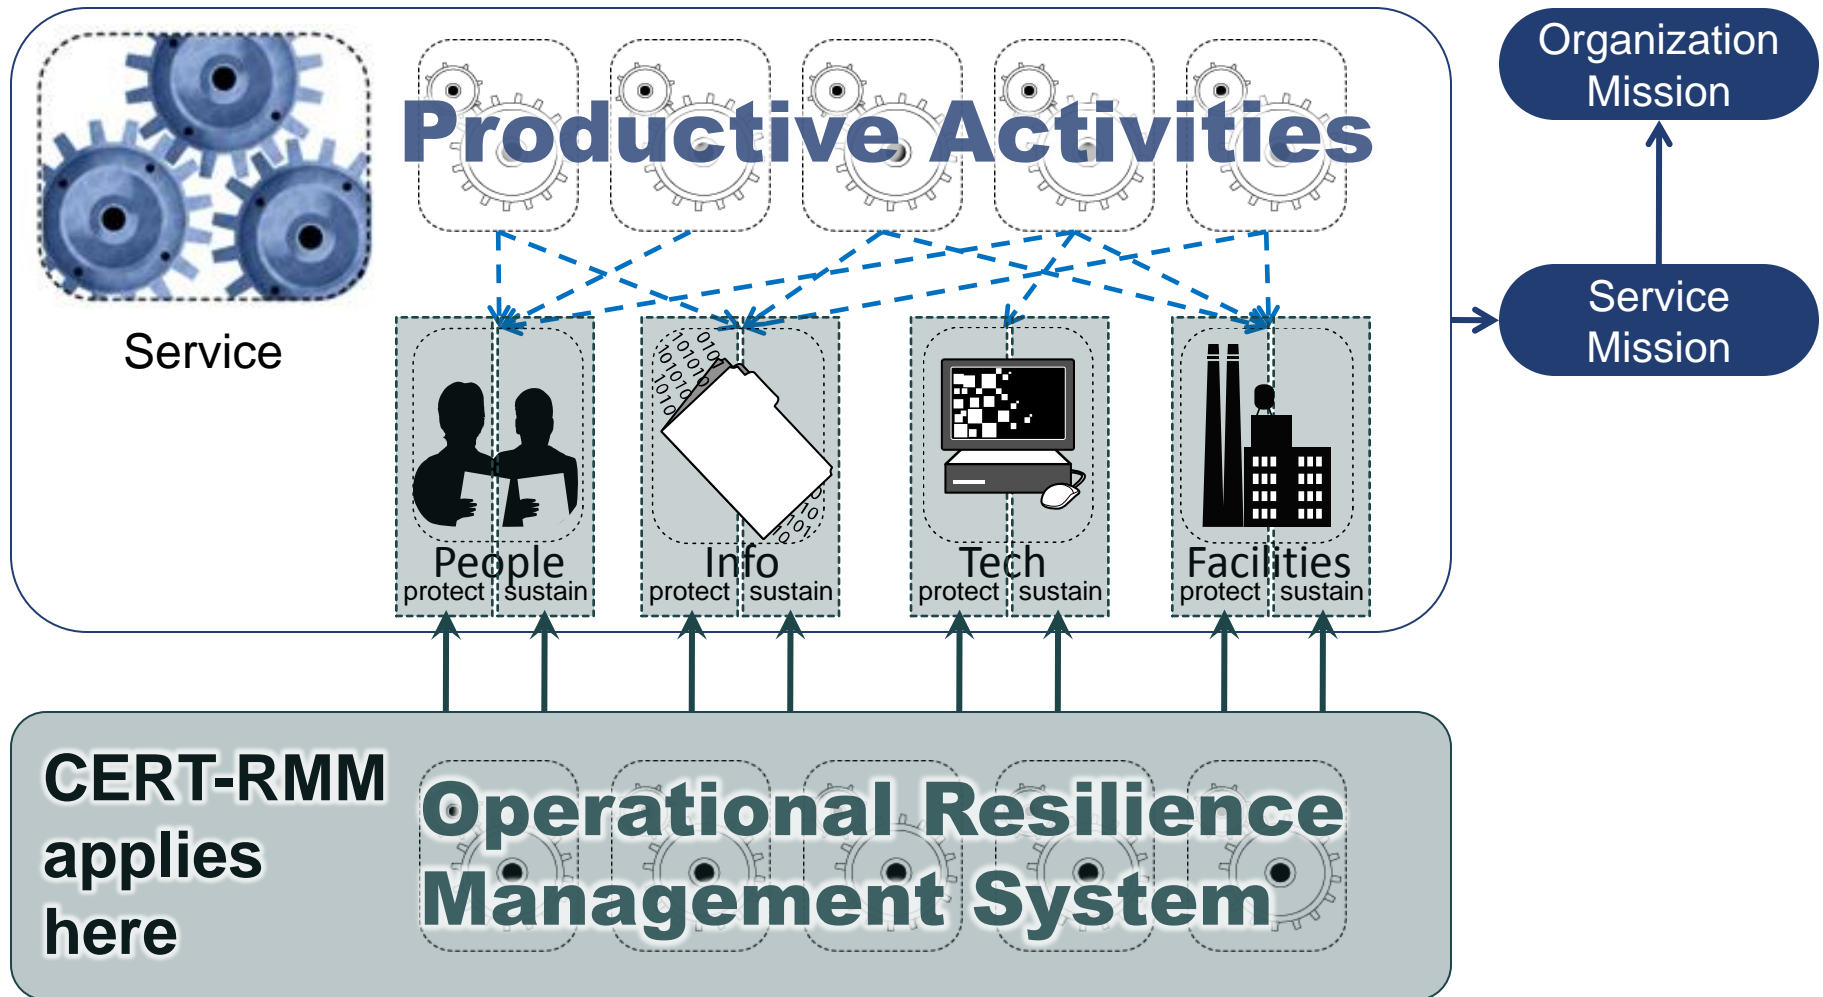 Productive Activities
Organization
Mission
Service
Service
Mission
People
protect sustain
Info
protect sustain
Tech
protect sustain
Facilities
protect sustain
CERT-RMM
applies
here
Operational Resilience
Management System